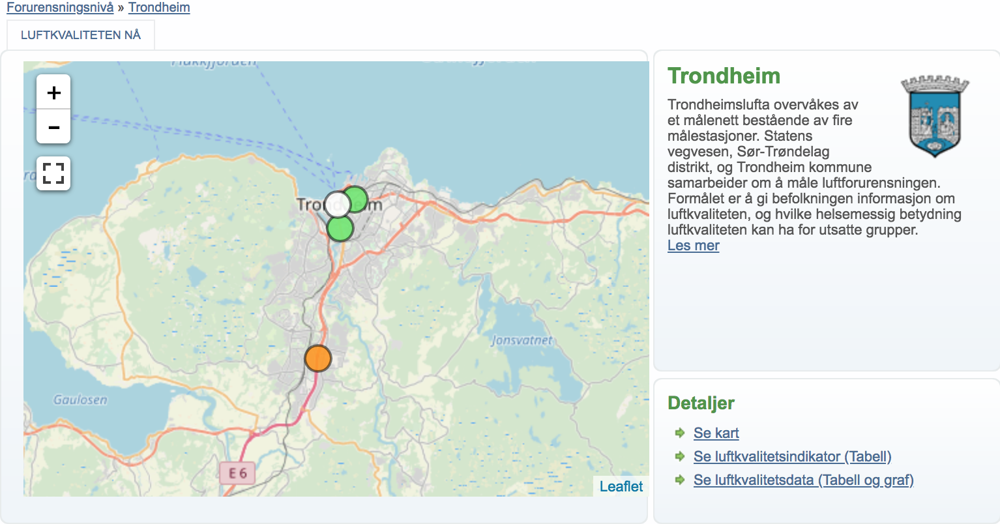 Forurensningsnivå » Trondheim
LUFTKVALITETEN NÅ
+
−
Trondheim
Jonsvatnet
Gaulosen
E 6
Leaflet
Trondheim
Trondheimslufta overvåkes av
et målenett bestående av fire
målestasjoner. Statens
vegvesen, Sør-Trøndelag
distrikt, og Trondheim kommune
samarbeider om å måle luftforurensningen.
Formålet er å gi befolkningen informasjon om
luftkvaliteten, og hvilke helsemessig betydning
luftkvaliteten kan ha for utsatte grupper.
Les mer
Detaljer
Se kart
Se luftkvalitetsindikator (Tabell)
Se luftkvalitetsdata (Tabell og graf)